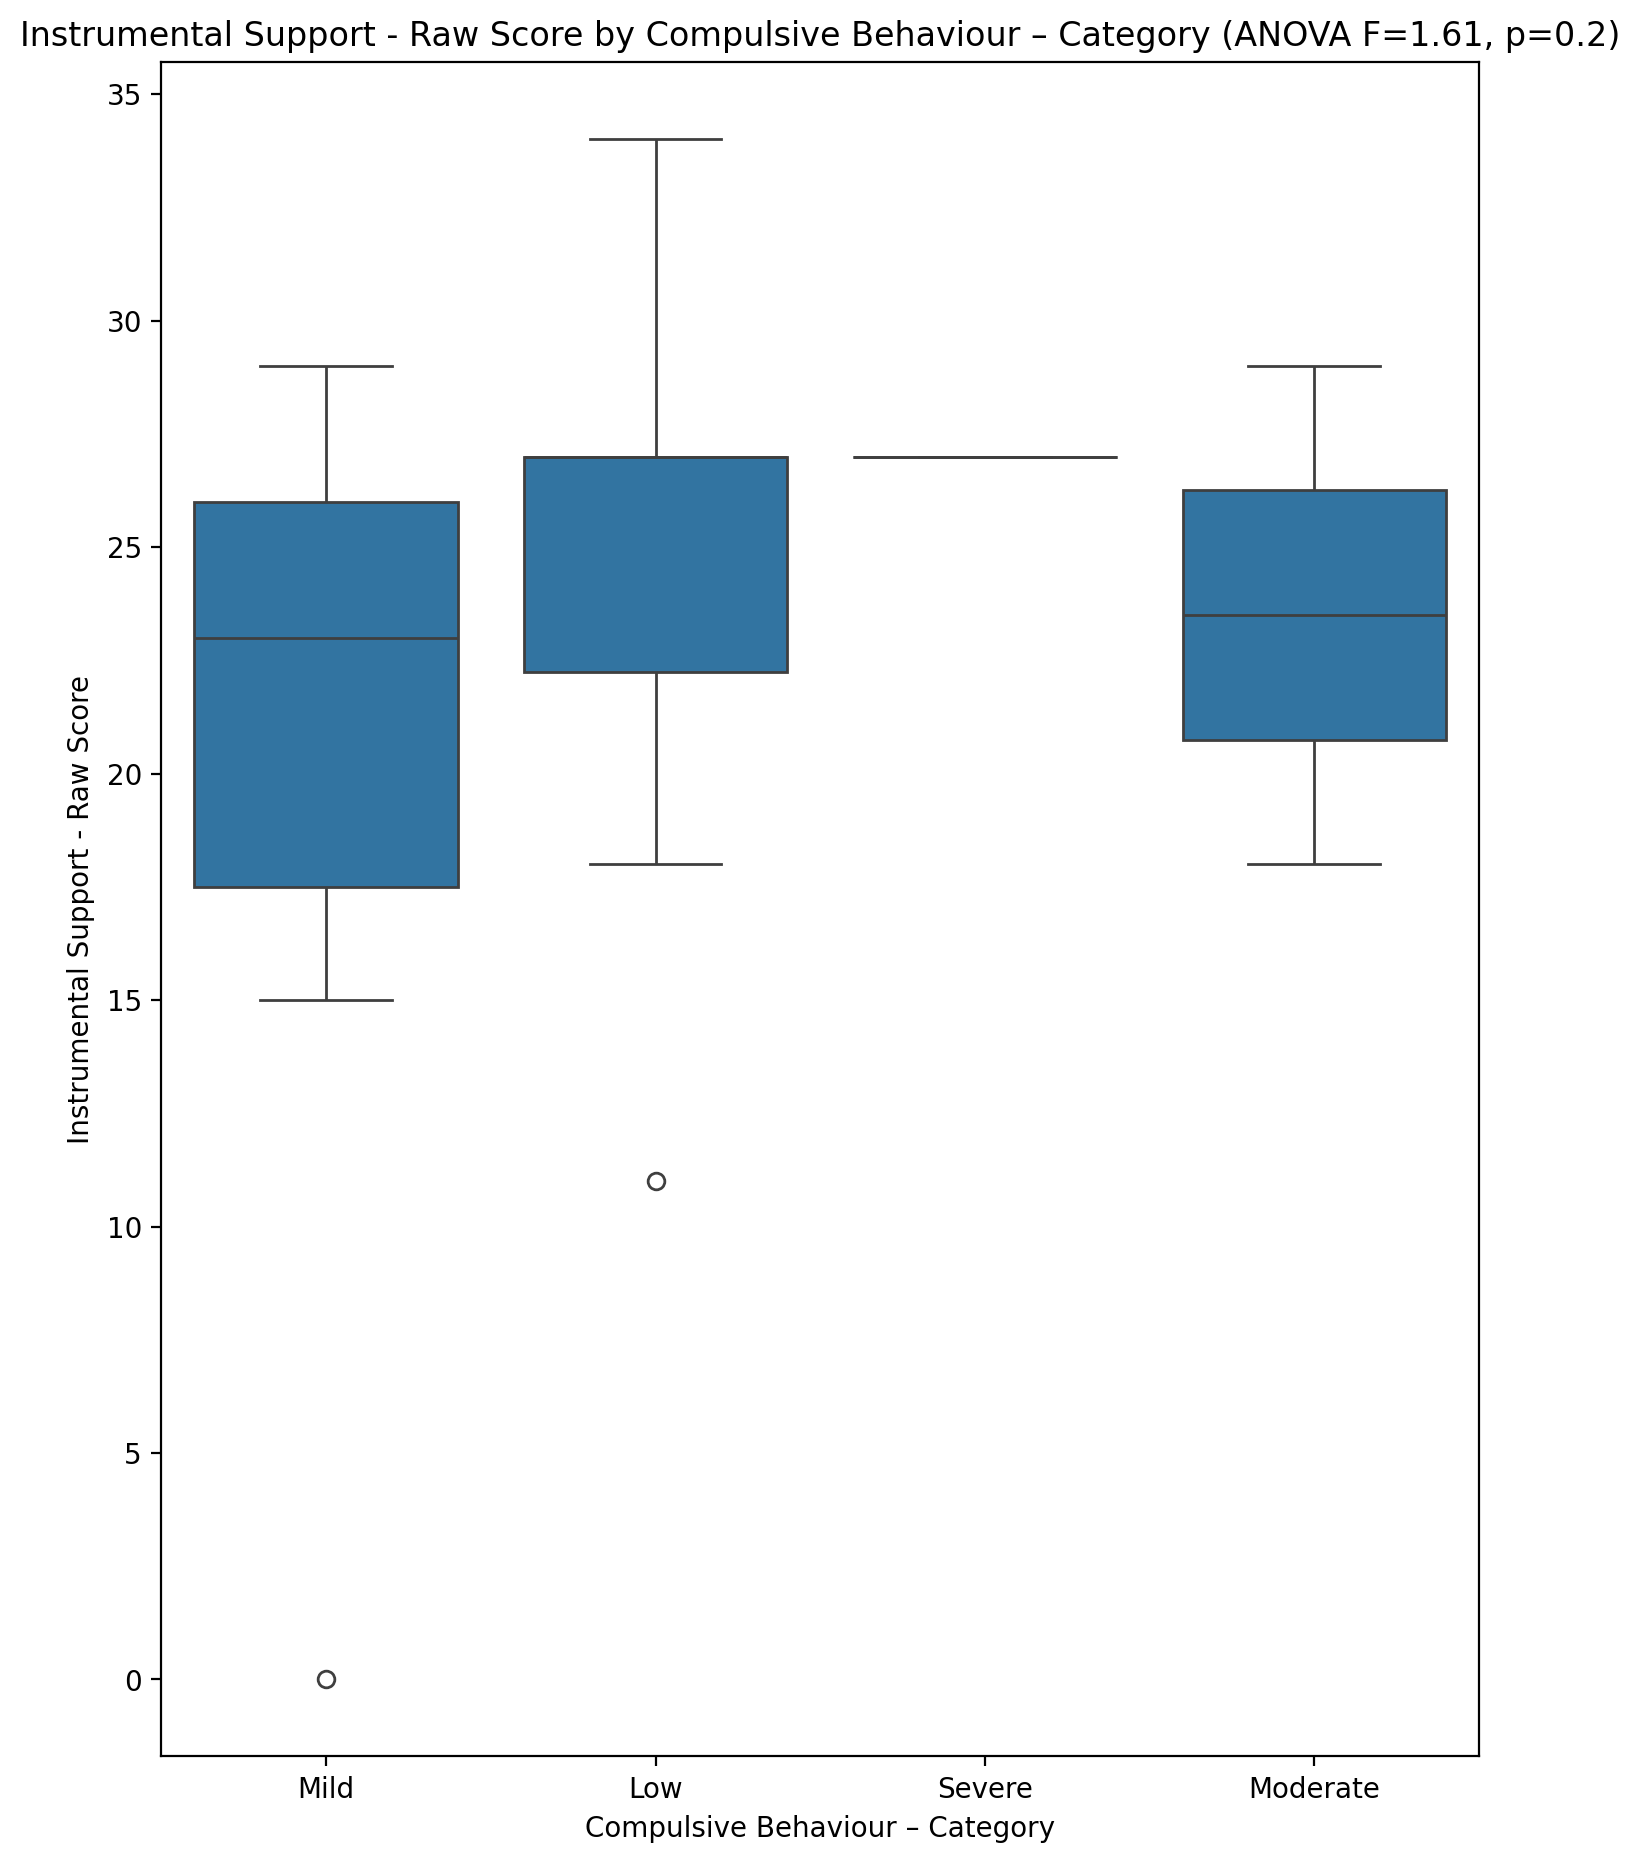 Instrumental Support - Raw Score by Compulsive Behaviour – Category (ANOVA F=1.61, p=0.2)
35
30
25
20
15
10
5
0
Instrumental Support - Raw Score
Mild Low Severe Moderate
Compulsive Behaviour – Category